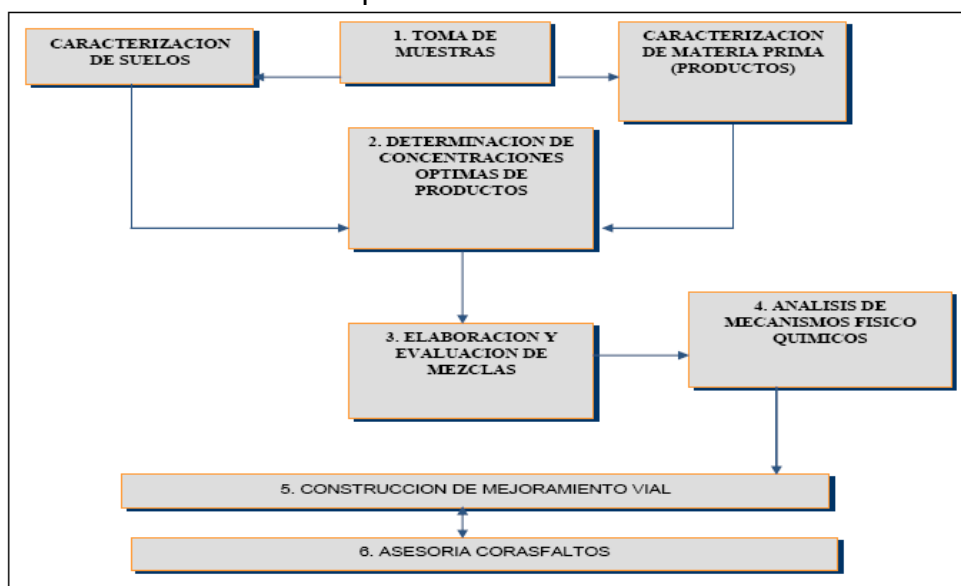 CARACTERIZACION
DE SUELOS
1. TOMA DE
MUESTRAS
CARACTERIZACION
DE MATERIA PRIMA
(PRODUCTOS)
2. DETERMINACION DE
CONCENTRACIONES
OPTIMAS DE
PRODUCTOS
3. ELABORACION Y
EVALUACION DE
MEZCLAS
4. ANALISIS DE
MECANISMOS FISICO
QUIMICOS
5. CONSTRUCCION DE MEJORAMIENTO VIAL
6. ASESORIA CORASFALTOS